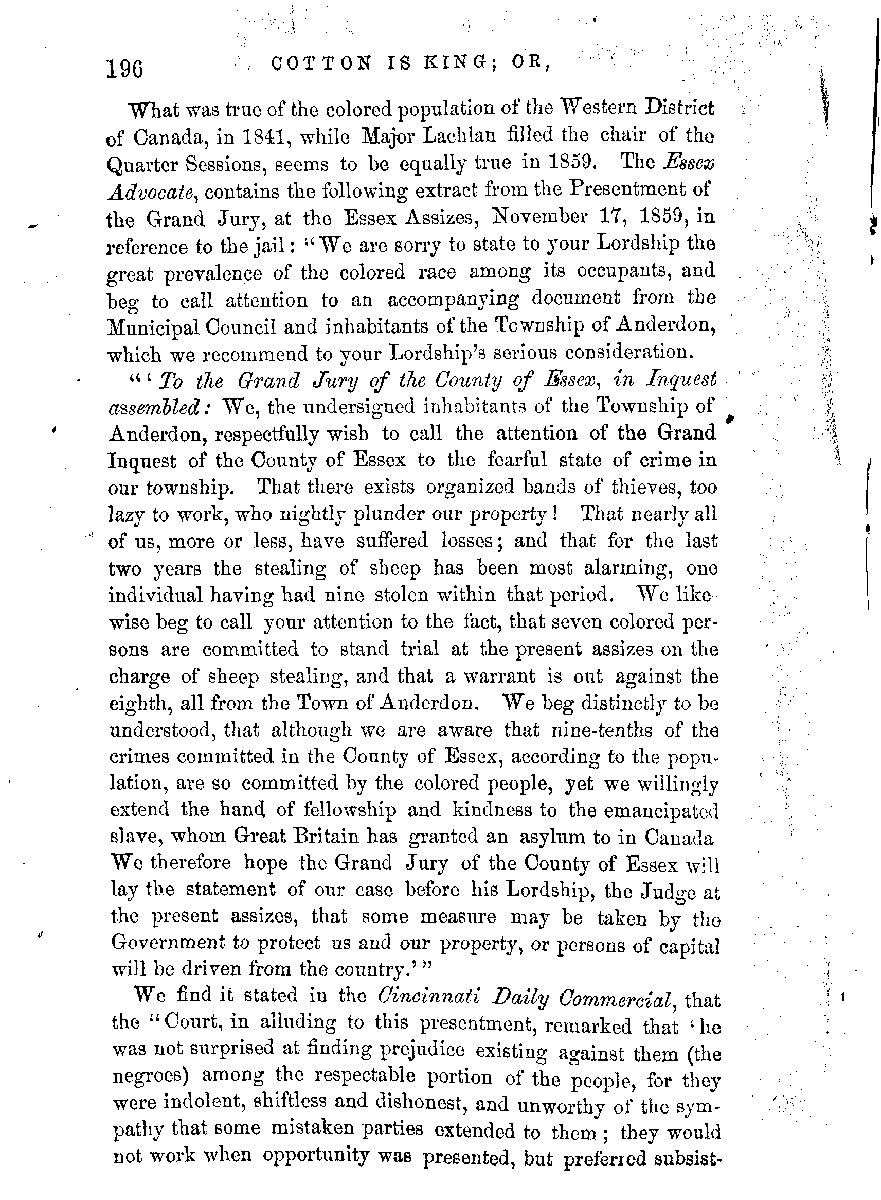 196 COTTON IS KING; OR,
What was true of the colored population of the Western District
of Canada, in 1841, while Major Lachlan filled the chair of the
Quarter Sessions, seems to be equally true in 1859. The Essex
Advocate, contains the following extract from the Presentment of
the Grand Jury, at the Essex Assizes, November 17, 1859, in
reference to the jail: "We are sorry to state to your Lordship the
great prevalence of the colored race among its occupants, and
beg to call attention to an accompanying document from the
Municipal Council and inhabitants of the Township of Anderdon,
which we recommend to your Lordship's serious consideration.
"'To the Grand Jury of the County of Essex, in Inquest
assembled: We, the undersigned inhabitants of the Township of
Anderdon, respectfully wish to call the attention of the Grand
Inquest of the County of Essex to the fearful state of crime in
our township. That there exists organized bands of thieves, too
lazy to work, who nightly plunder our property! That nearly all
of us, more or less, have suffered losses; and that for the last
two years the stealing of sheep has been most alarming, one
individual having had nine stolen within that period. We like-
wise beg to call your attention to the fact, that seven colored per-
sons are committed to stand trial at the present assizes on the
charge of sheep stealing, and that a warrant is out against the
eighth, all from the Town of Anderdon. We beg distinctly to be
understood, that although we are aware that nine-tenths of the
crimes committed in the County of Essex, according to the popu-
lation, are so committed by the colored people, yet we willingly
extend the hand of fellowship and kindness to the emancipated
slave, whom Great Britain has granted an asylum to in Canada
We therefore hope the Grand Jury of the County of Essex will
lay the statement of our case before his Lordship, the Judge at
the present assizes, that some measure may be taken by the
Government to protect us and our property, or persons of capital
will be driven from the country.'"
We find it stated in the Cincinnati Daily Commercial, that
the "Court, in alluding to this presentment, remarked that 'he
was not surprised at finding prejudice existing against them (the
negroes) among the respectable portion of the people, for they
were indolent, shiftless and dishonest, and unworthy of the sym-
pathy that some mistaken parties extended to them; they would
not work when opportunity was presented, but preferred subsist-